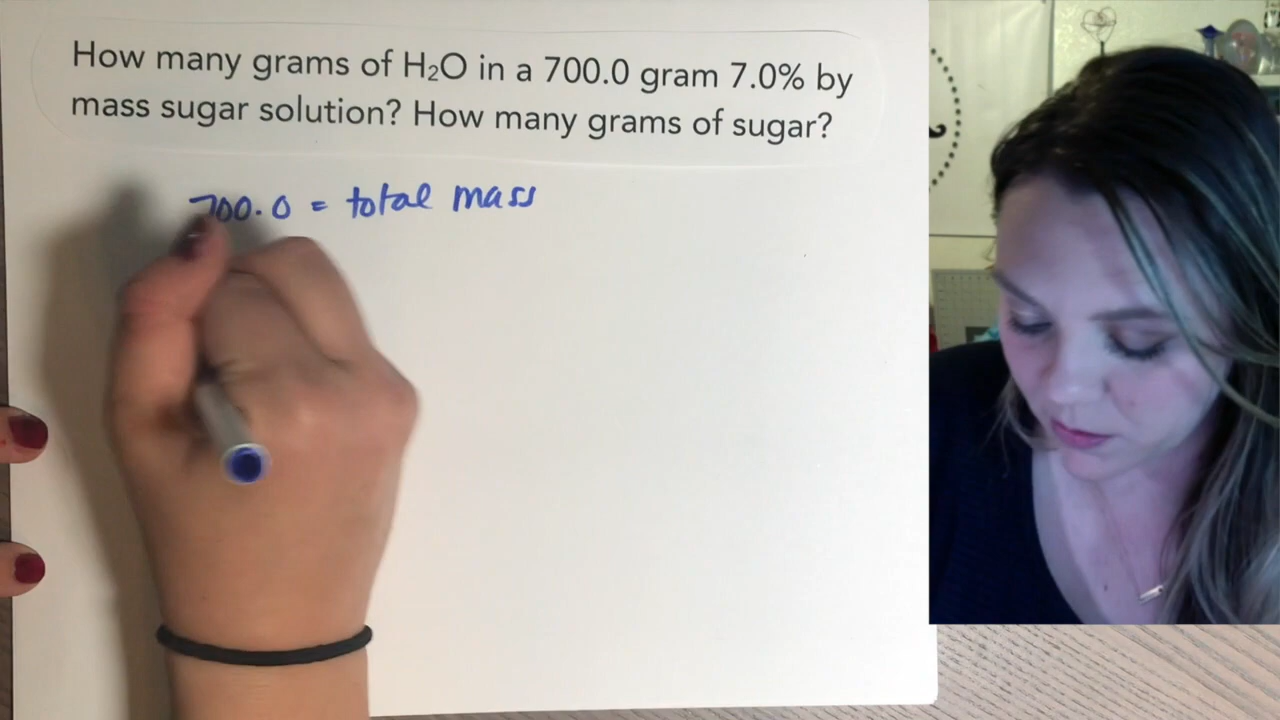 How many grams of H₂O in a 700.0 gram 7.0% by
mass sugar solution? How many grams of sugar?
700.0 = total mass